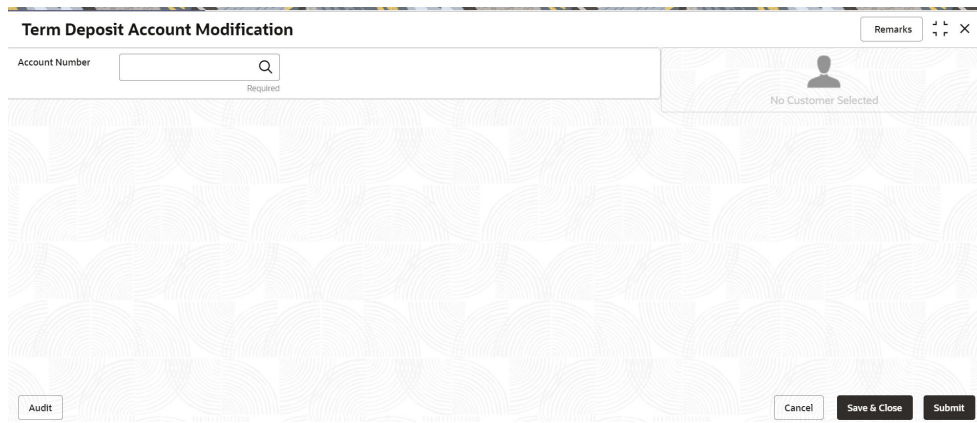 Term Deposit Account Modification
Remarks
Account Number
Required
No Customer Selected
Audit
Cancel
Save & Close
Submit